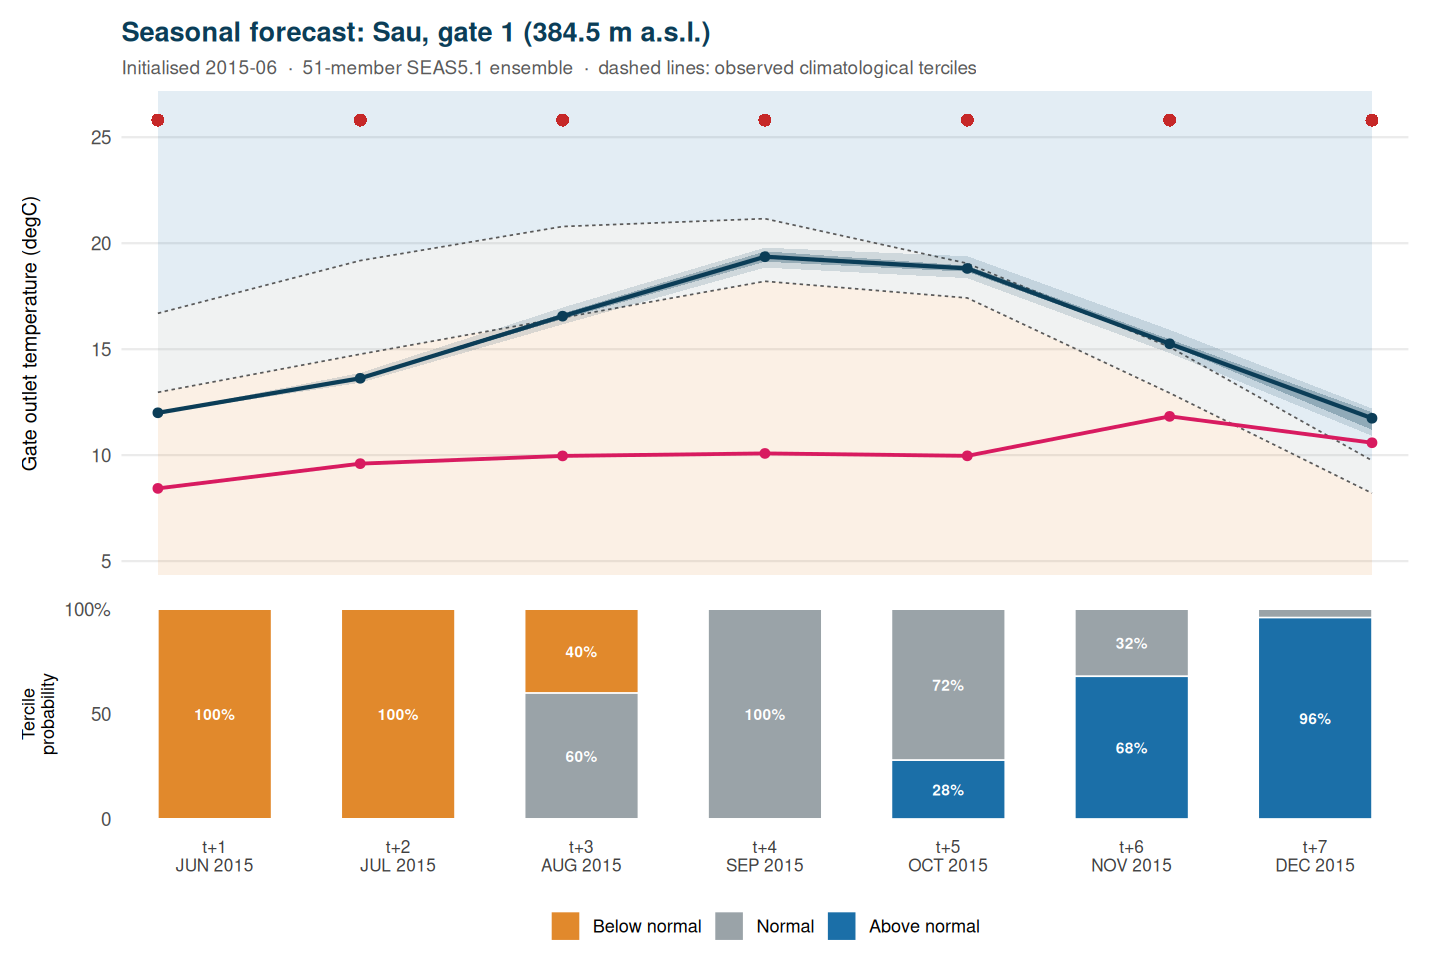 Seasonal forecast: Sau, gate 1 (384.5 m a.s.l.)
Initialised 2015-06 · 51-member SEAS5.1 ensemble · dashed lines: observed climatological terciles
Gate outlet temperature (degC)
25
20
15
10
5
Tercile
probability
100%
50
0
100%
100%
40%
60%
100%
72%
28%
32%
68%
96%
t+1
JUN 2015
t+2
JUL 2015
t+3
AUG 2015
t+4
SEP 2015
t+5
OCT 2015
t+6
NOV 2015
t+7
DEC 2015
Below normal
Normal
Above normal